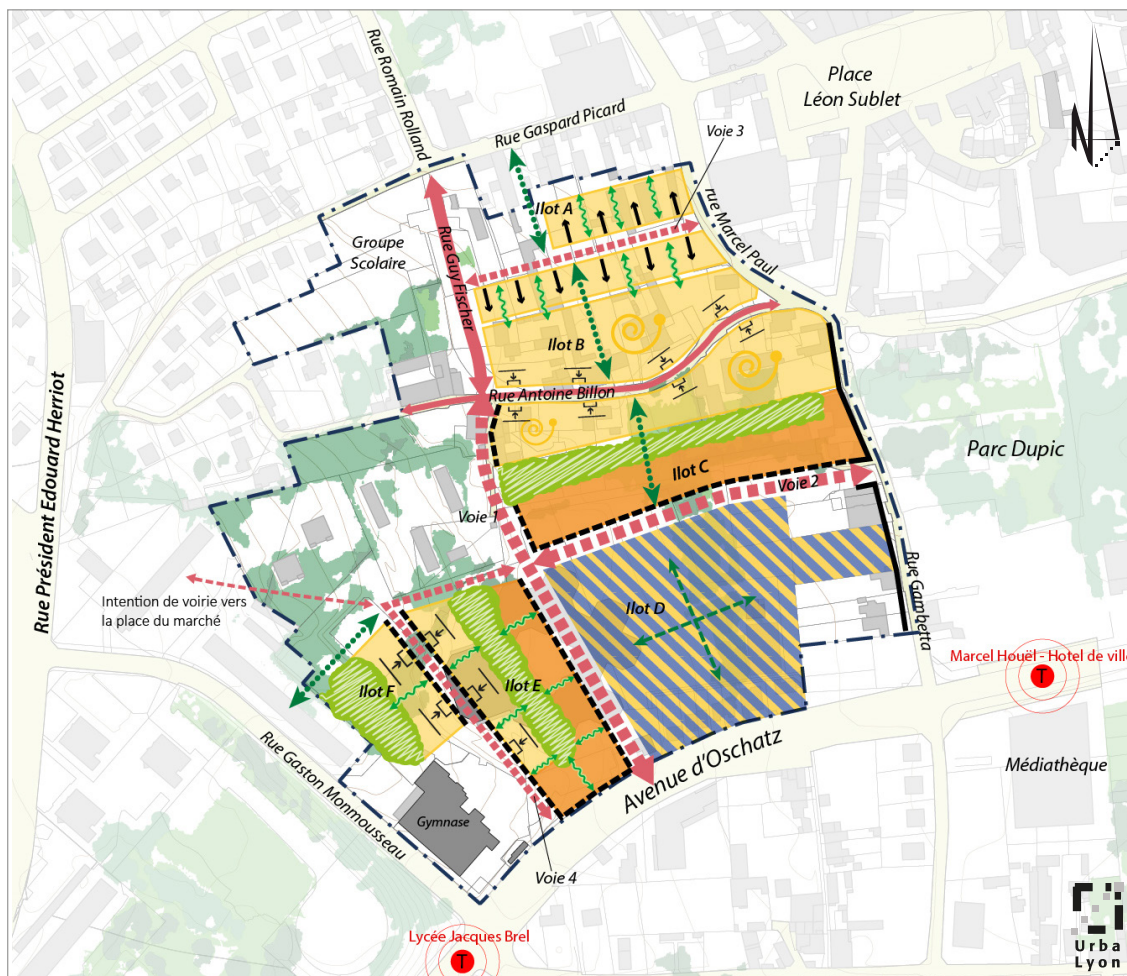 Place
Léon Sublet
Rue Romain Rolland
Rue Gaspard Picard
Voie 3
Ilot A
rue Marcel Paul
Groupe
Scolaire
Rue Guy Fischer
Ilot B
Rue Antoine Billon
Parc Dupic
Ilot C
Voie 2
Voie 1
Rue Président Edouard Herriot
Intention de voirie vers
la place du marché
Ilot D
Rue Gambetta
Marcel Houël - Hotel de ville
T
Ilot F
Ilot E
Avenue d'Oschatz
Médiathèque
Rue Gaston Monmousseau
Gymnase
Voie 4
Lycée Jacques Brel
T
Urba
Lyon